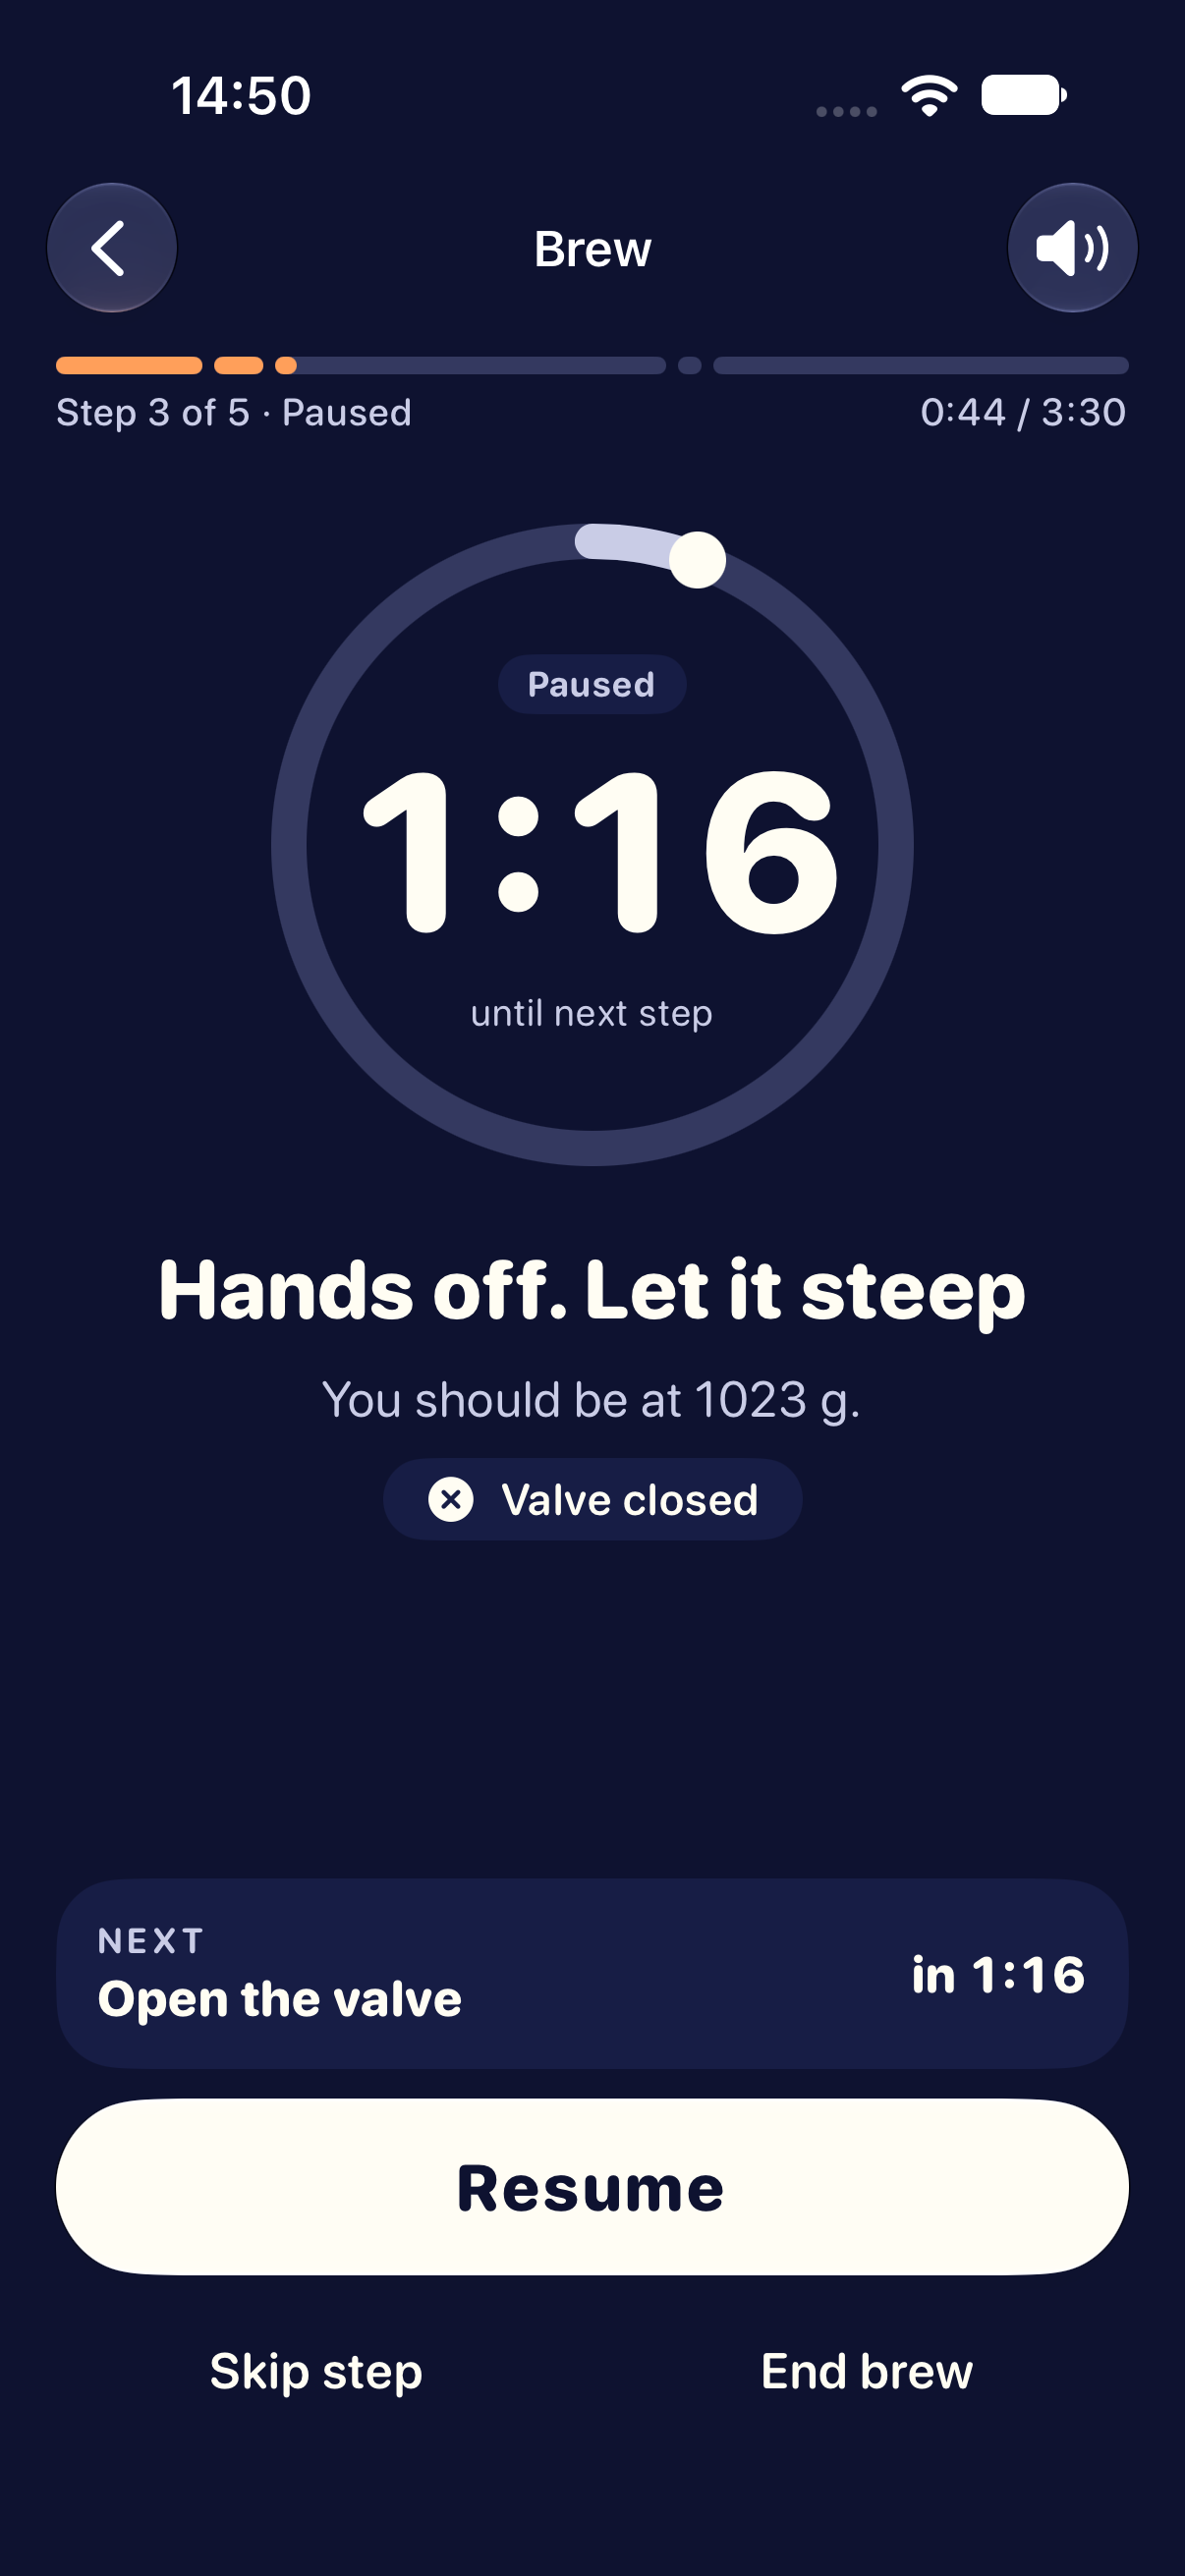 14:50
Brew
Step 3 of 5 · Paused
0:44 / 3:30
Paused
1:16
until next step
Hands off. Let it steep
You should be at 1023 g.
Valve closed
NEXT
Open the valve
in 1:16
Resume
Skip step
End brew